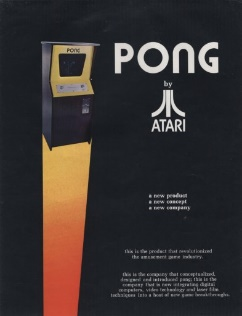 PONG
PONG
by
ATARI
a new product
a new concept
a new company
this is the product that revolutionized
the amusement game industry.
this is the company that conceptualized,
designed and introduced pong. this is the
company that is now integrating digital
computers, video technology and laser film
techniques into a host of new game breakthroughs.